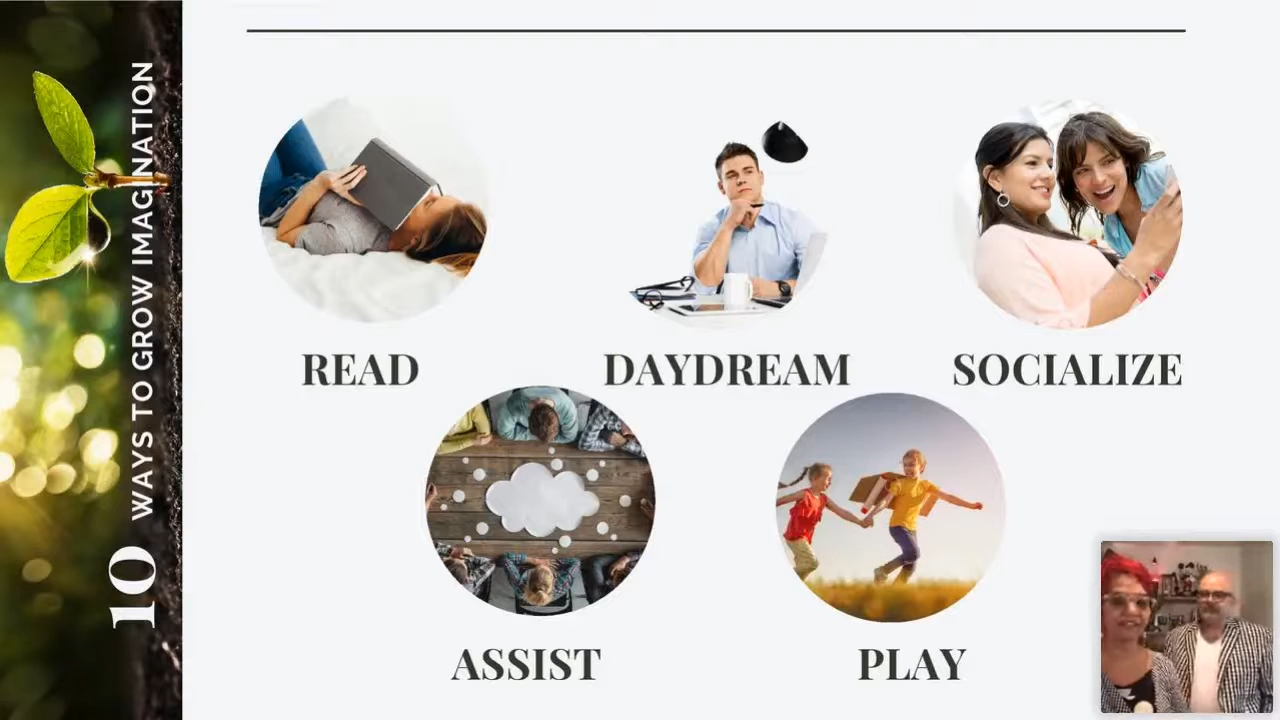 10 WAYS TO GROW IMAGINATION
READ
DAYDREAM
SOCIALIZE
ASSIST
PLAY